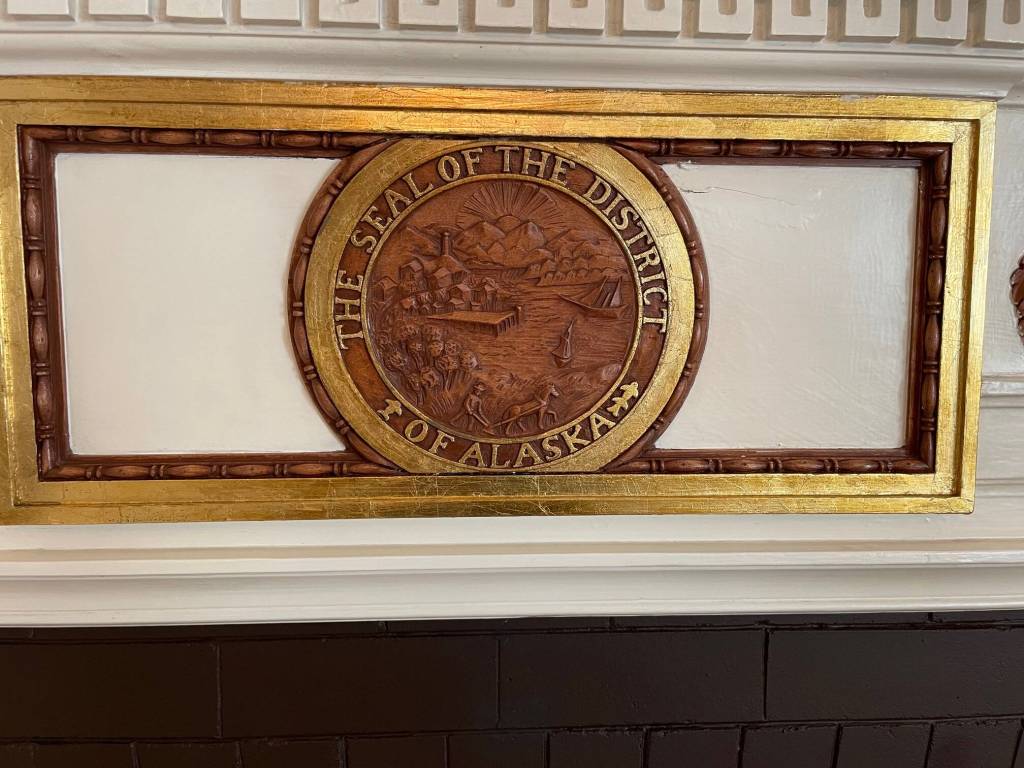 THE SEAL OF THE DISTRICT
OF ALASKA